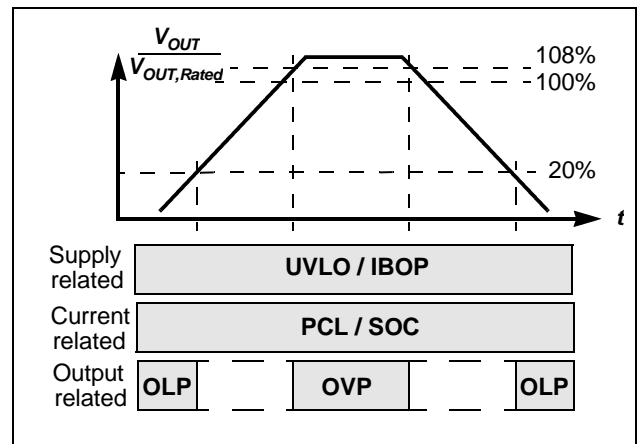 V_OUT
V_OUT,Rated
108%
100%
20%
t
Supply
related
UVLO / IBOP
Current
related
PCL / SOC
Output
related
OLP
OVP
OLP